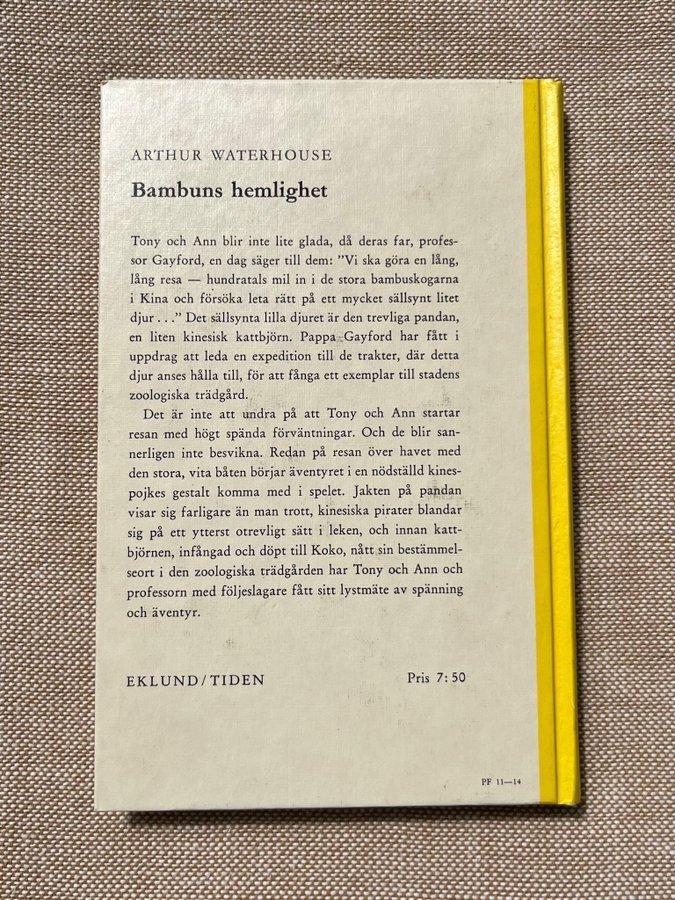 ARTHUR WATERHOUSE
Bambuns hemlighet
Tony och Ann blir inte lite glada, då deras far, profes-
sor Gayford, en dag säger till dem: ”Vi ska göra en lång,
lång resa — hundratals mil in i de stora bambuskogarna
i Kina och försöka leta rätt på ett mycket sällsynt litet
djur . . .” Det sällsynta lilla djuret är den trevliga pandan,
en liten kinesisk kattbjörn. Pappa Gayford har fått i
uppdrag att leda en expedition till de trakter, där detta
djur anses hålla till, för att fånga ett exemplar till stadens
zoologiska trädgård.
Det är inte att undra på att Tony och Ann startar
resan med högt spända förväntningar. Och de blir san-
nerligen inte besvikna. Redan på resan över havet med
den stora, vita båten börjar äventyret i en nödställd kines-
pojkes gestalt komma med i spelet. Jakten på pandan
visar sig farligare än man trott, kinesiska pirater blandar
sig på ett ytterst otrevligt sätt i leken, och innan katt-
björnen, infångad och döpt till Koko, nått sin bestämmel-
seort i den zoologiska trädgården har Tony och Ann och
professorn med följeslagare fått sitt lystmäte av spänning
och äventyr.
EKLUND/TIDEN Pris 7:50
PF 11—14